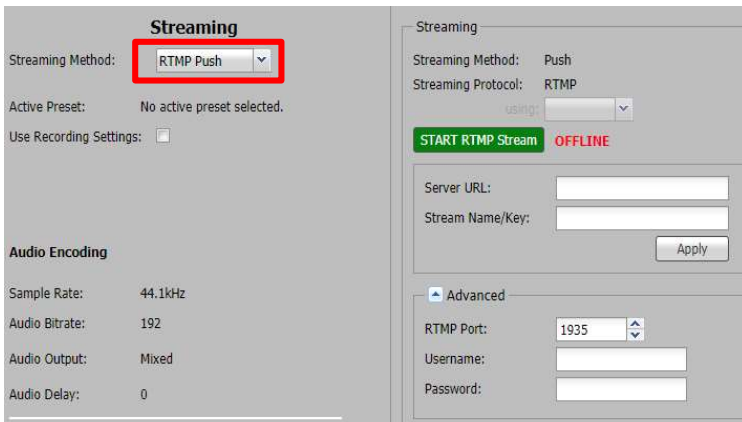 Streaming
Streaming Method: RTMP Push
Active Preset: No active preset selected.
Use Recording Settings:
Audio Encoding
Sample Rate: 44.1kHz
Audio Bitrate: 192
Audio Output: Mixed
Audio Delay: 0
Streaming
Streaming Method: Push
Streaming Protocol: RTMP
using:
START RTMP Stream OFFLINE
Server URL:
Stream Name/Key:
Apply
Advanced
RTMP Port: 1935
Username:
Password: